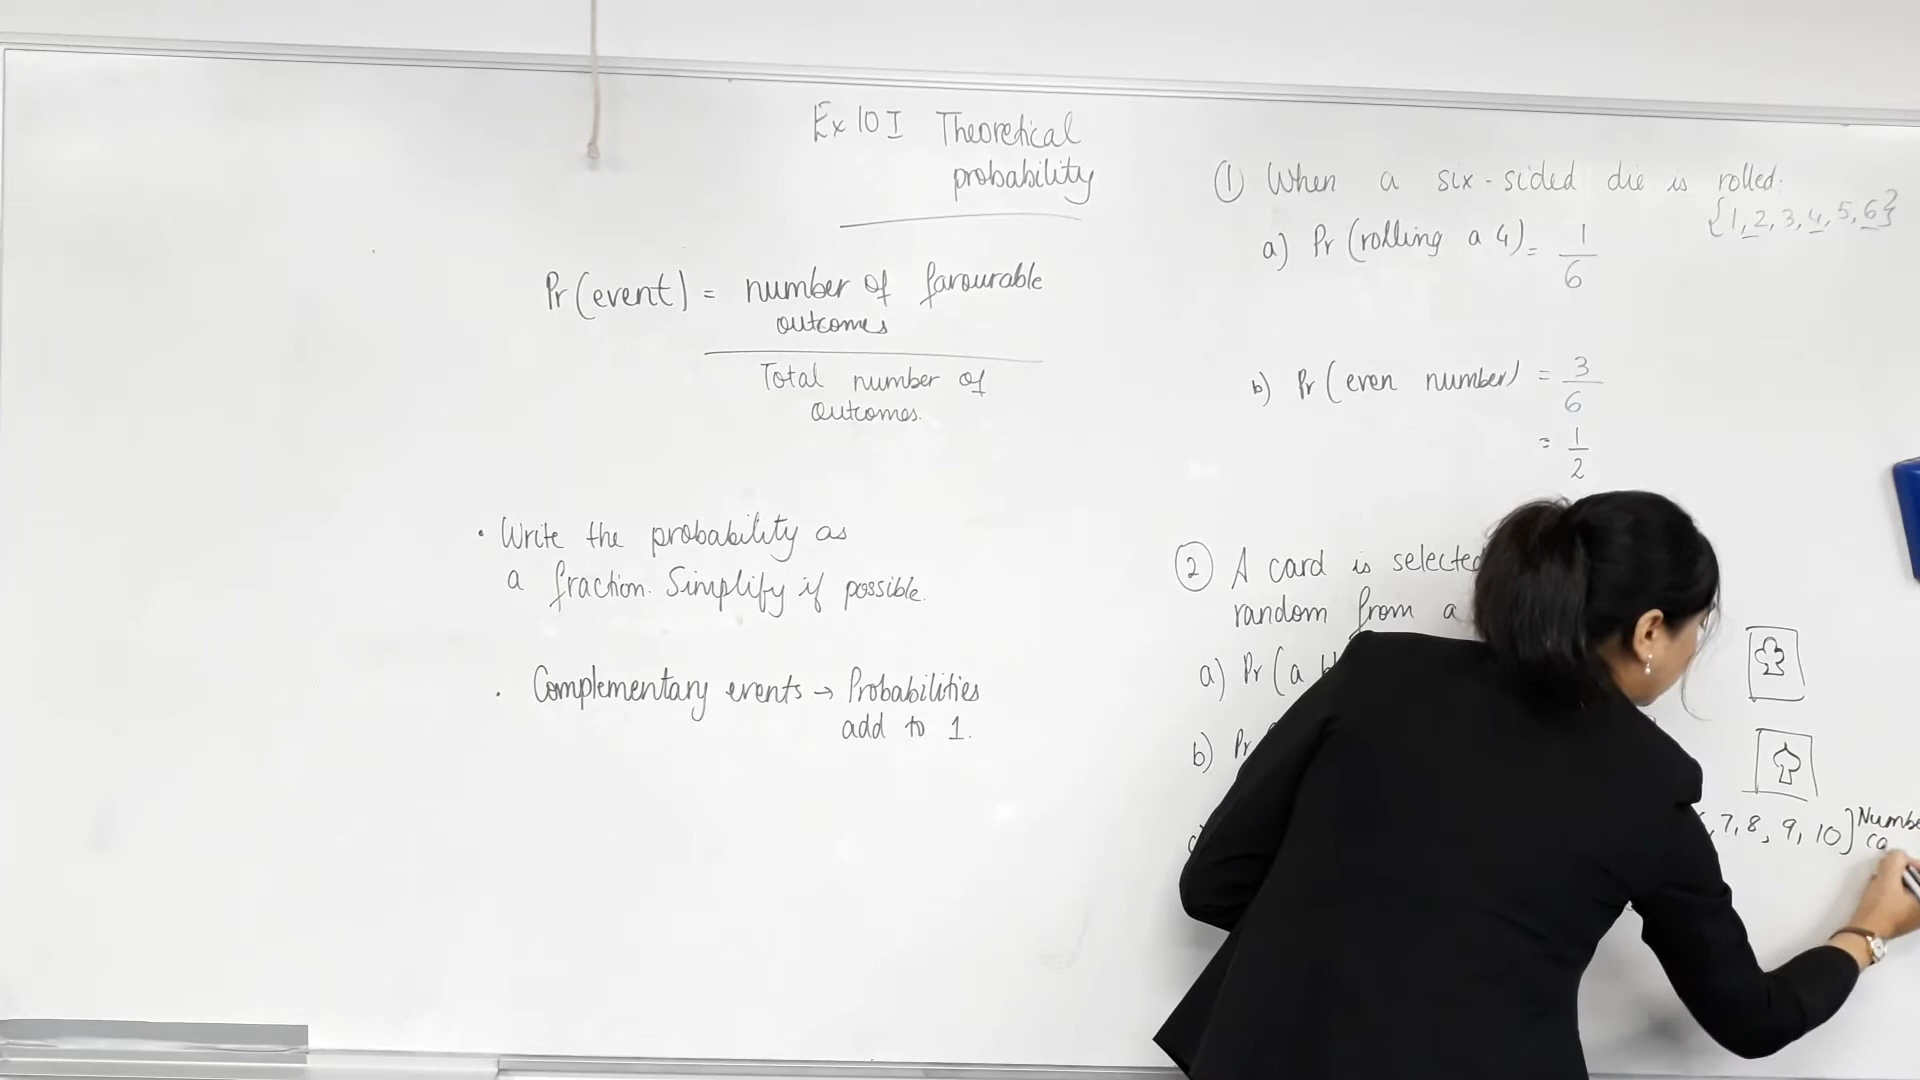 Ex 10 I Theoretical
probability
Pr(event) = number of favourable
outcomes
Total number of
outcomes.
• Write the probability as
a fraction. Simplify if possible.
• Complementary events → Probabilities
add to 1.
① When a six-sided die is rolled:
{1, 2, 3, 4, 5, 6}
a) Pr (rolling a 4) = 1/6
b) Pr (even number) = 3/6
= 1/2
② A card is selected
random from a
a) Pr (a
b) Pr
, 7, 8, 9, 10]